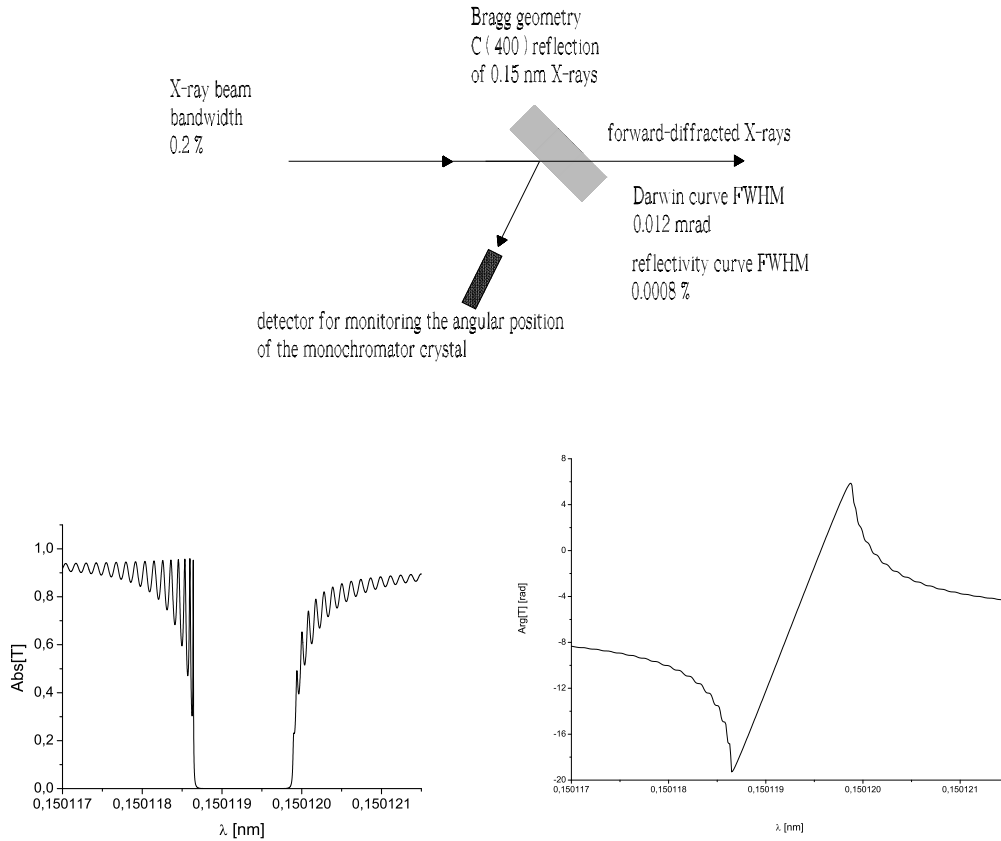 Bragg geometry
C(400) reflection
of 0.15 nm X-rays
X-ray beam
bandwidth
0.2 %
forward-diffracted X-rays
Darwin curve FWHM
0.012 mrad
reflectivity curve FWHM
0.0008 %
detector for monitoring the angular position
of the monochromator crystal
Abs[T]
1,0
0,8
0,6
0,4
0,2
0,0
0,150117 0,150118 0,150119 0,150120 0,150121
λ [nm]
Arg[T] [rad]
8
4
0
-4
-8
-12
-16
-20
0,150117 0,150118 0,150119 0,150120 0,150121
λ [nm]